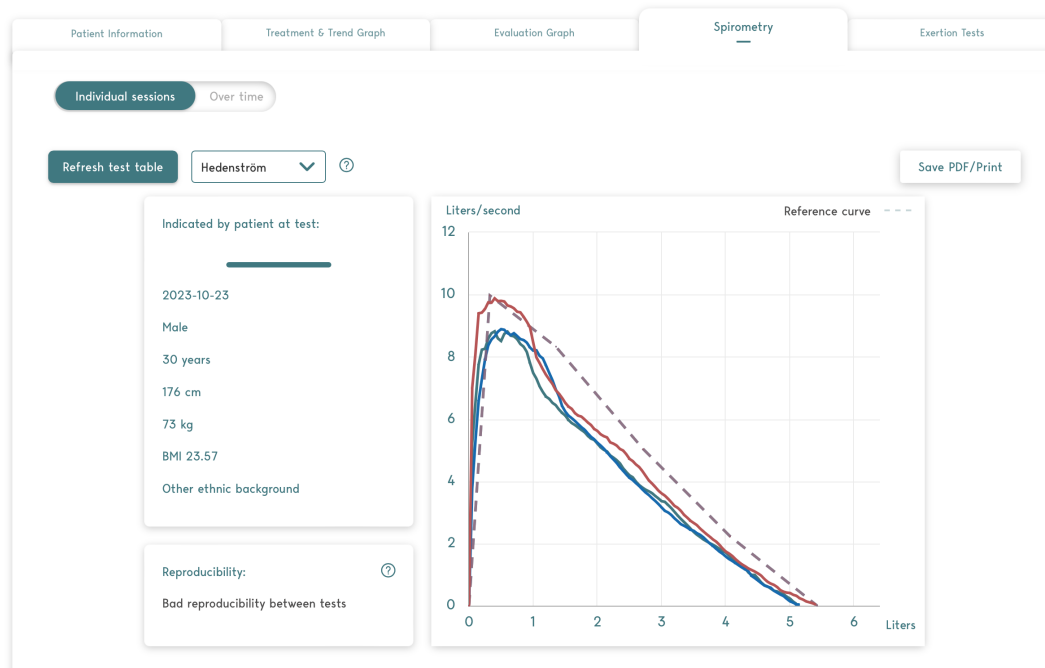 Patient Information
Treatment & Trend Graph
Evaluation Graph
Spirometry
Exertion Tests
Individual sessions
Over time
Refresh test table
Hedenström
?
Save PDF/Print
Indicated by patient at test:
2023-10-23
Male
30 years
176 cm
73 kg
BMI 23.57
Other ethnic background
Reproducibility:
?
Bad reproducibility between tests
Liters/second
Reference curve
12
10
8
6
4
2
0
0 1 2 3 4 5 6 Liters